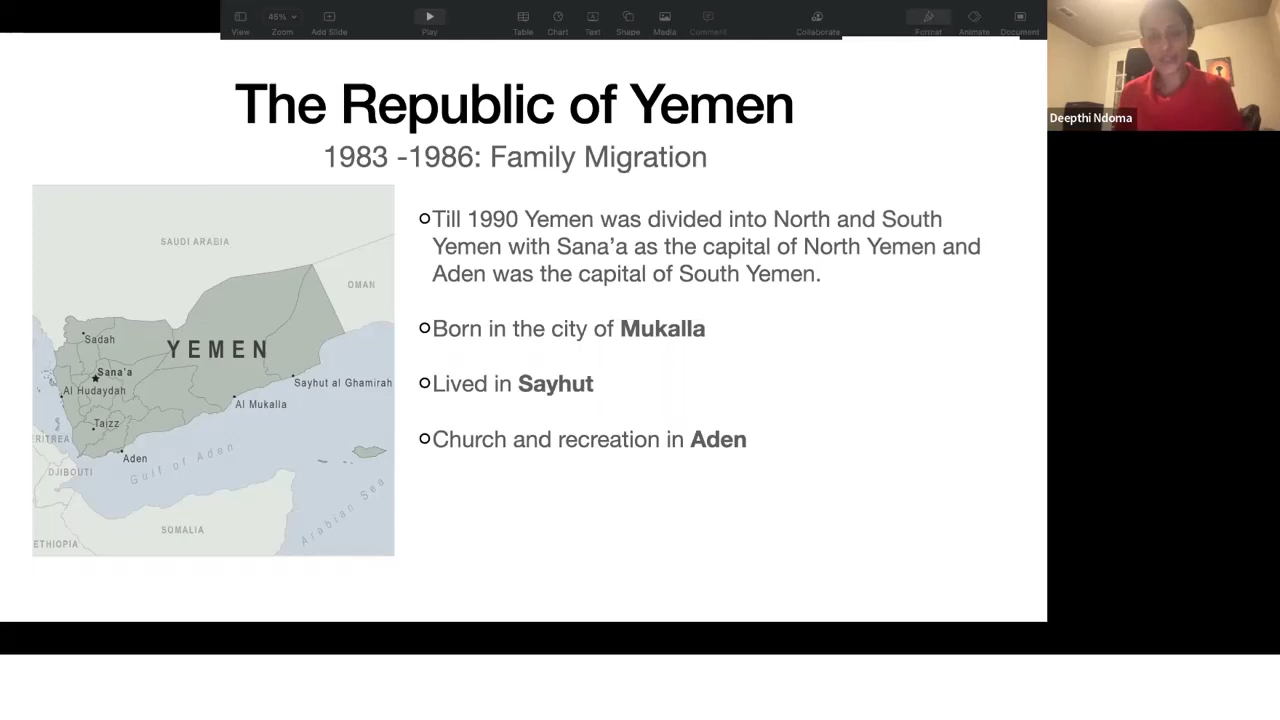 View
46%
Zoom
Add Slide
Play
Table
Chart
Text
Shape
Media
Comment
Collaborate
Format
Animate
Document
Deepthi Ndoma
The Republic of Yemen
1983 -1986: Family Migration
Till 1990 Yemen was divided into North and South
Yemen with Sana’a as the capital of North Yemen and
Aden was the capital of South Yemen.
Born in the city of Mukalla
Lived in Sayhut
Church and recreation in Aden
SAUDI ARABIA
OMAN
Sadah
YEMEN
Sana'a
Sayhut al Ghamirah
Al Hudaydah
Al Mukalla
Taizz
ERITREA
Aden
Gulf of Aden
DJIBOUTI
Arabian Sea
SOMALIA
ETHIOPIA